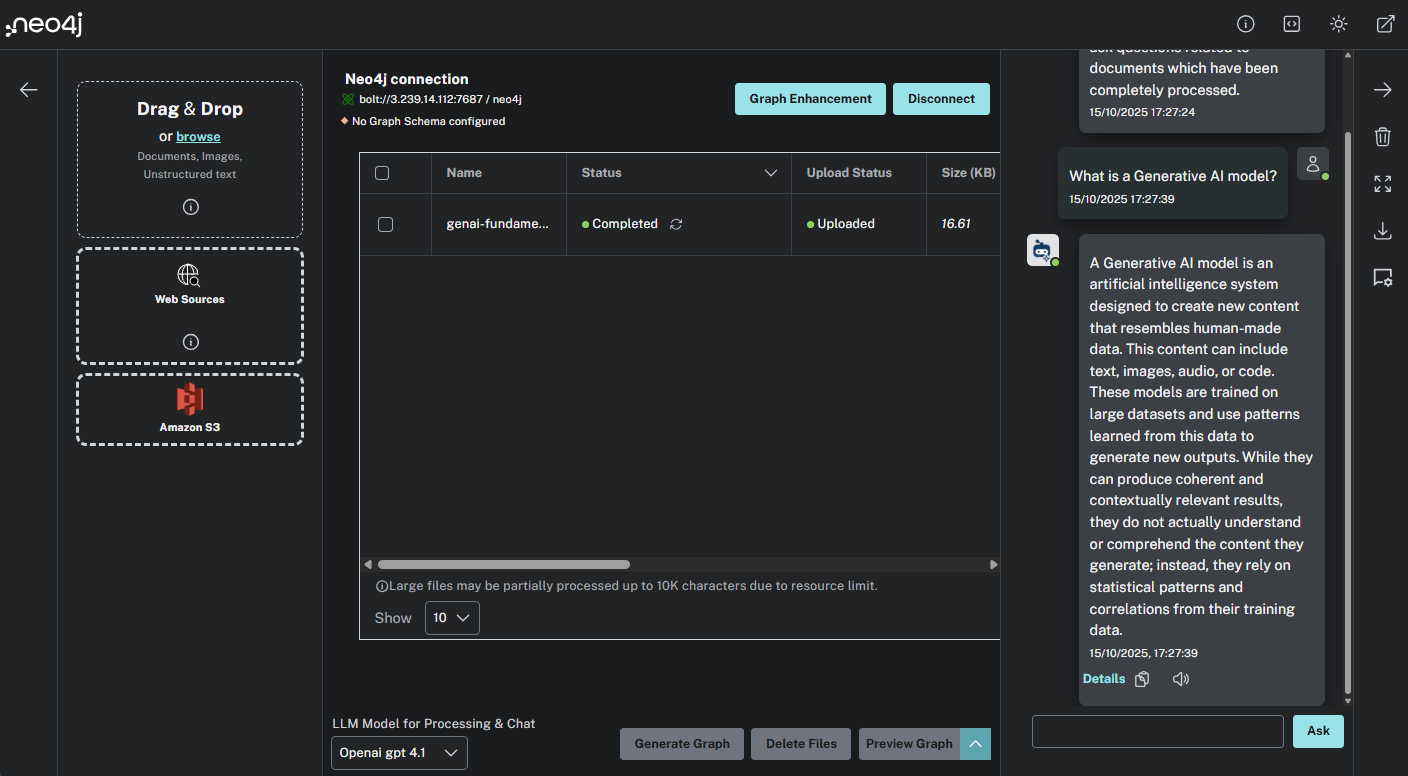 neo4j
Drag & Drop
or browse
Documents, Images,
Unstructured text
Web Sources
Amazon S3
Neo4j connection
bolt://3.239.14.112:7687 / neo4j
No Graph Schema configured
Graph Enhancement
Disconnect
Name Status Upload Status Size (KB)
genai-fundame... Completed Uploaded 16.61
Large files may be partially processed up to 10K characters due to resource limit.
Show 10
LLM Model for Processing & Chat
Openai gpt 4.1
Generate Graph
Delete Files
Preview Graph
ask questions related to
documents which have been
completely processed.
15/10/2025 17:27:24
What is a Generative AI model?
15/10/2025 17:27:39
A Generative AI model is an
artificial intelligence system
designed to create new content
that resembles human-made
data. This content can include
text, images, audio, or code.
These models are trained on
large datasets and use patterns
learned from this data to
generate new outputs. While they
can produce coherent and
contextually relevant results,
they do not actually understand
or comprehend the content they
generate; instead, they rely on
statistical patterns and
correlations from their training
data.
15/10/2025, 17:27:39
Details
Ask